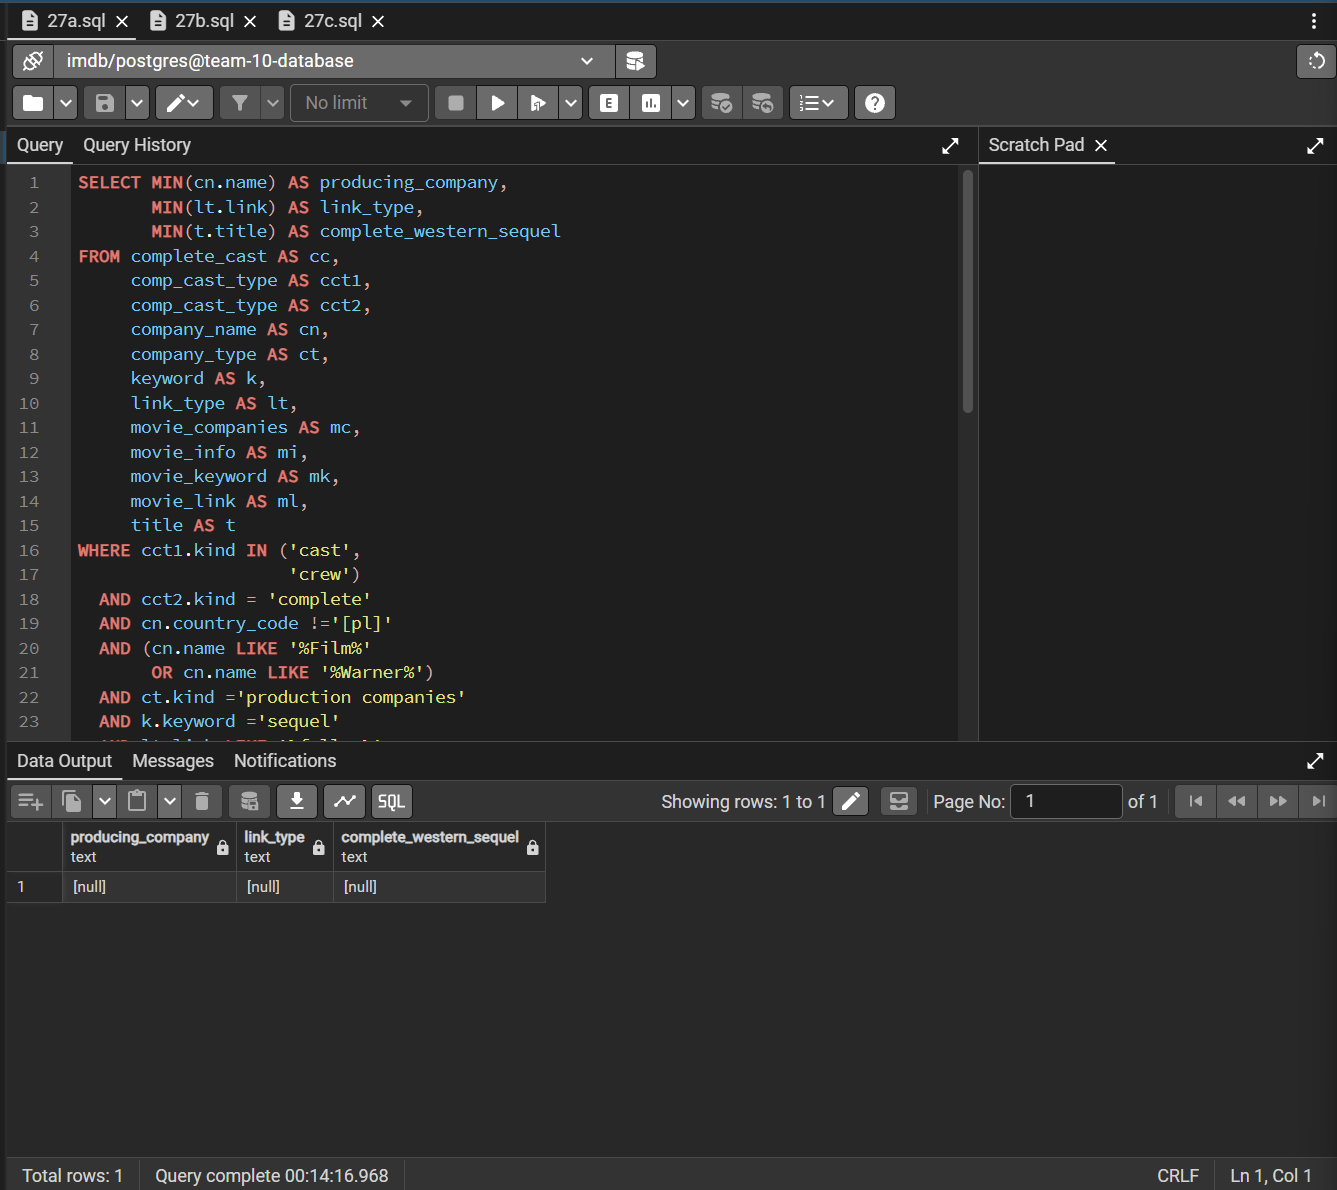 27a.sql 27b.sql 27c.sql
imdb/postgres@team-10-database
No limit
E
SQL
Query Query History Scratch Pad
1 SELECT MIN(cn.name) AS producing_company,
2 MIN(lt.link) AS link_type,
3 MIN(t.title) AS complete_western_sequel
4 FROM complete_cast AS cc,
5 comp_cast_type AS cct1,
6 comp_cast_type AS cct2,
7 company_name AS cn,
8 company_type AS ct,
9 keyword AS k,
10 link_type AS lt,
11 movie_companies AS mc,
12 movie_info AS mi,
13 movie_keyword AS mk,
14 movie_link AS ml,
15 title AS t
16 WHERE cct1.kind IN ('cast',
17 'crew')
18 AND cct2.kind = 'complete'
19 AND cn.country_code !='[pl]'
20 AND (cn.name LIKE '%Film%'
21 OR cn.name LIKE '%Warner%')
22 AND ct.kind ='production companies'
23 AND k.keyword ='sequel'
Data Output Messages Notifications
Showing rows: 1 to 1 Page No: 1 of 1
producing_company link_type complete_western_sequel
text text text
1 [null] [null] [null]
Total rows: 1 Query complete 00:14:16.968 CRLF Ln 1, Col 1